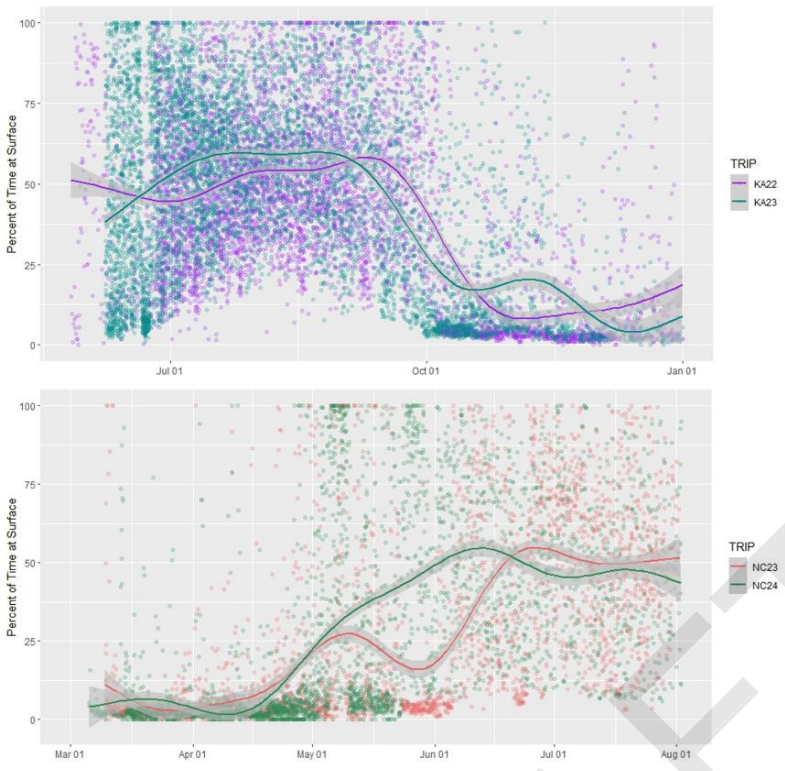 100
75
50
25
0
Percent of Time at Surface
Jul 01
Oct 01
Jan 01
TRIP
KA22
KA23
100
75
50
25
0
Percent of Time at Surface
Mar 01
Apr 01
May 01
Jun 01
Jul 01
Aug 01
TRIP
NC23
NC24